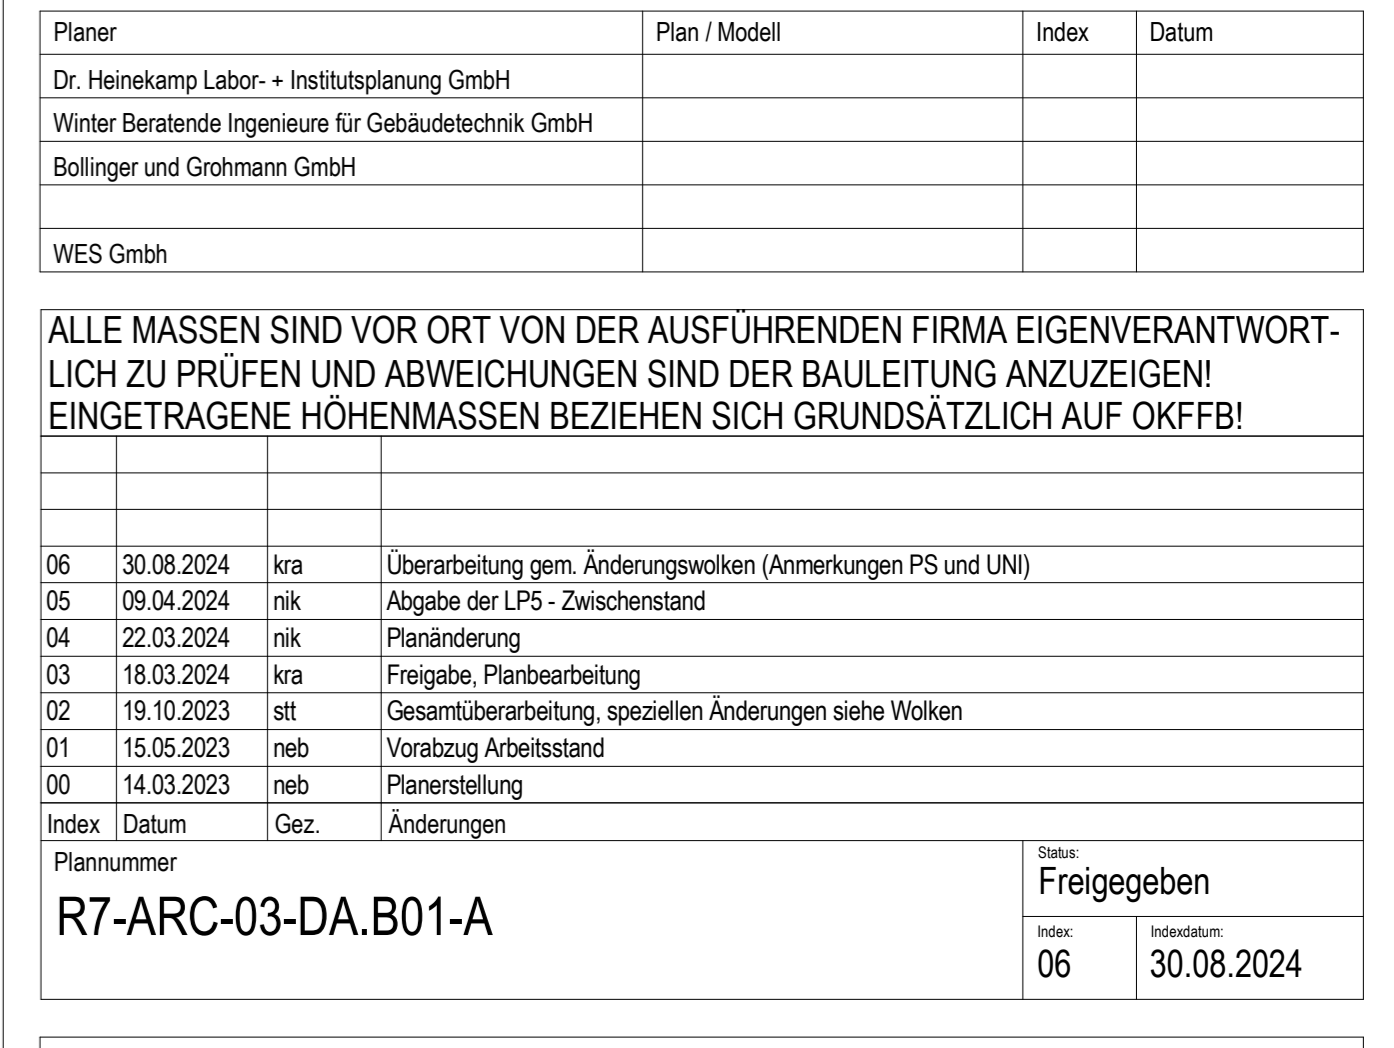 Planer Plan / Modell Index Datum
Dr. Heinekamp Labor- + Institutsplanung GmbH
Winter Beratende Ingenieure für Gebäudetechnik GmbH
Bollinger und Grohmann GmbH
WES Gmbh
ALLE MASSEN SIND VOR ORT VON DER AUSFÜHRENDEN FIRMA EIGENVERANTWORT-
LICH ZU PRÜFEN UND ABWEICHUNGEN SIND DER BAULEITUNG ANZUZEIGEN!
EINGETRAGENE HÖHENMASSEN BEZIEHEN SICH GRUNDSÄTZLICH AUF OKFFB!
06 30.08.2024 kra Überarbeitung gem. Änderungswolken (Anmerkungen PS und UNI)
05 09.04.2024 nik Abgabe der LP5 - Zwischenstand
04 22.03.2024 nik Planänderung
03 18.03.2024 kra Freigabe, Planbearbeitung
02 19.10.2023 stt Gesamtüberarbeitung, speziellen Änderungen siehe Wolken
01 15.05.2023 neb Vorabzug Arbeitsstand
00 14.03.2023 neb Planerstellung
Index Datum Gez. Änderungen
Plannummer
R7-ARC-03-DA.B01-A
Status:
Freigegeben
Index: Indexdatum:
06 30.08.2024